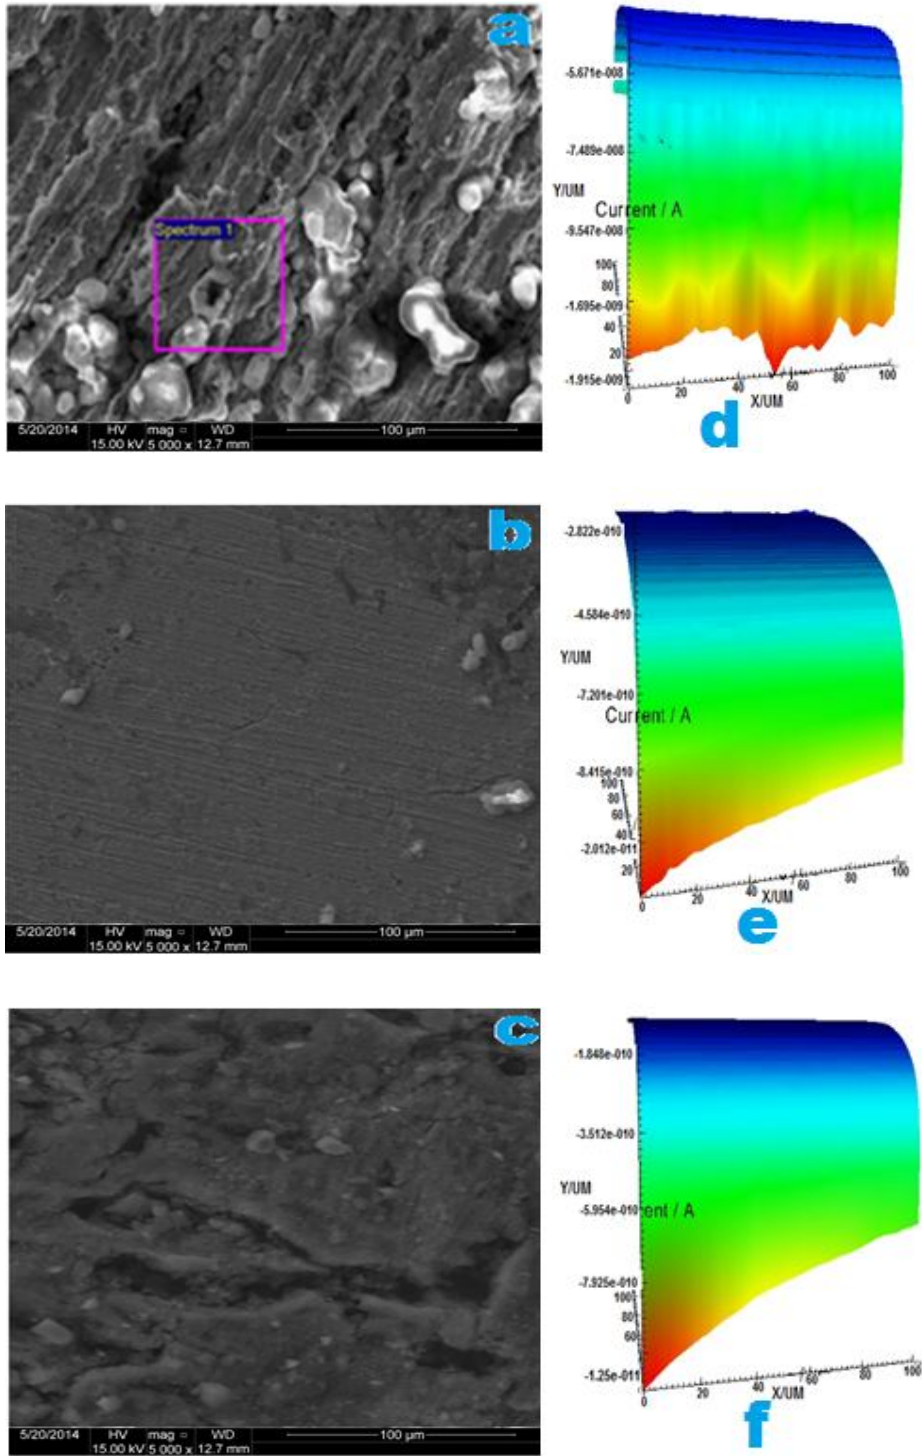 a
Spectrum 1
5/20/2014 HV mag □ WD 100 µm
15.00 kV 5 000 x 12.7 mm
-5.671e-008
-7.489e-008
Y/UM
Current / A
-9.547e-008
100
80
-1.695e-009
40
20
-1.915e-009
0 20 40 60 80 100
X/UM
d
b
5/20/2014 HV mag □ WD 100 µm
15.00 kV 5 000 x 12.7 mm
-2.822e-010
-4.584e-010
Y/UM
-7.201e-010
Current / A
-8.415e-010
100
80
60
40
-2.012e-011
20
0 20 40 60 80 100
X/UM
e
c
5/20/2014 HV mag □ WD 100 µm
15.00 kV 5 000 x 12.7 mm
-1.848e-010
-3.512e-010
Y/UM
-5.954e-010
ent / A
-7.925e-010
100
80
60
-1.25e-011
0 20 40 60 80 100
X/UM
f